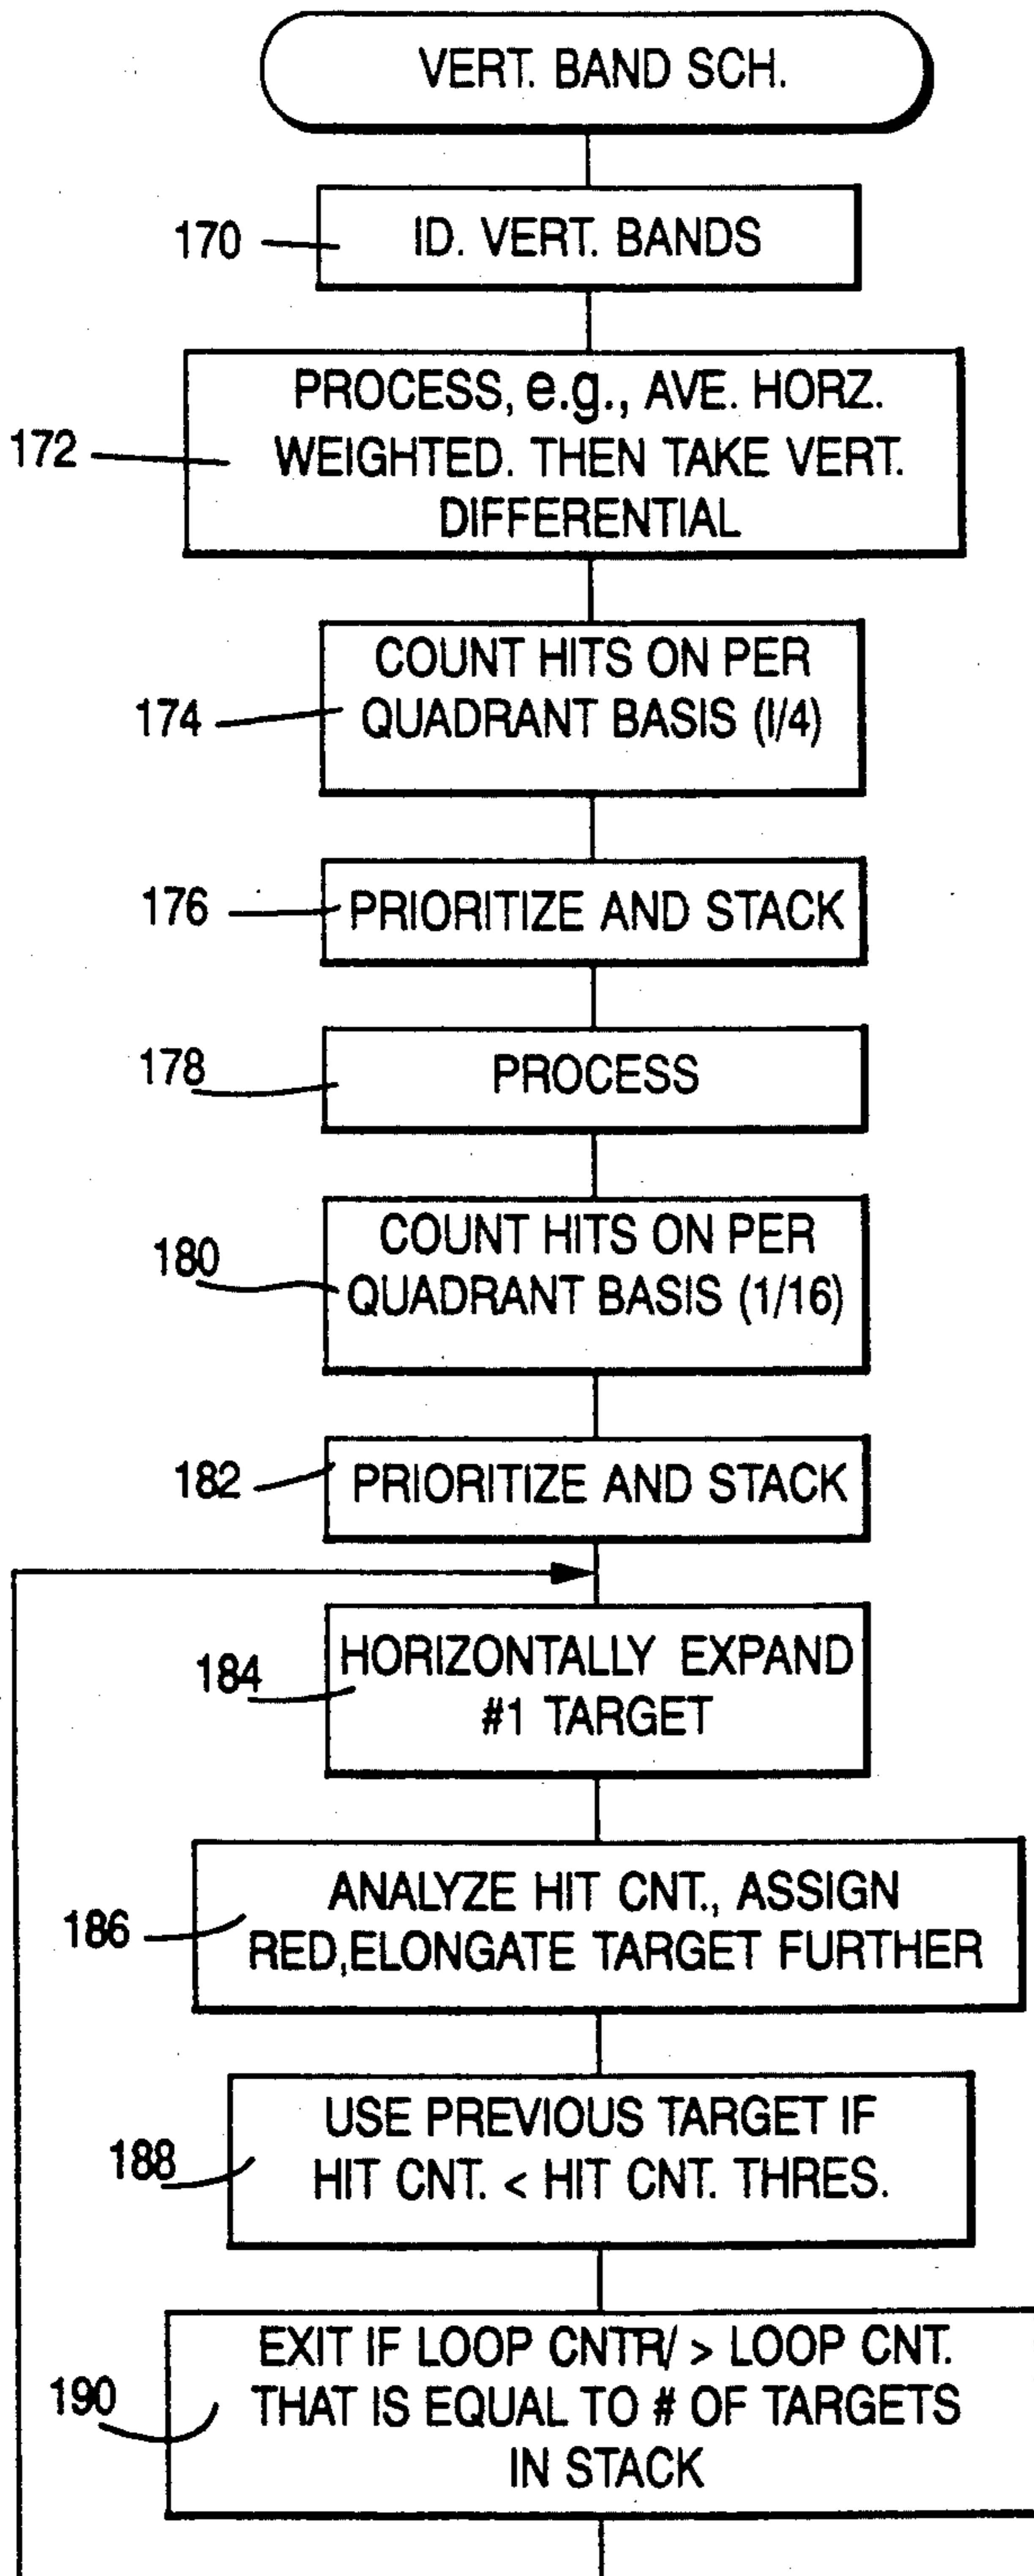 VERT. BAND SCH.
170
ID. VERT. BANDS
172
PROCESS, e.g., AVE. HORZ.
WEIGHTED. THEN TAKE VERT.
DIFFERENTIAL
174
COUNT HITS ON PER
QUADRANT BASIS (I/4)
176
PRIORITIZE AND STACK
178
PROCESS
180
COUNT HITS ON PER
QUADRANT BASIS (1/16)
182
PRIORITIZE AND STACK
184
HORIZONTALLY EXPAND
#1 TARGET
186
ANALYZE HIT CNT., ASSIGN
RED,ELONGATE TARGET FURTHER
188
USE PREVIOUS TARGET IF
HIT CNT. < HIT CNT. THRES.
190
EXIT IF LOOP CNTR/ > LOOP CNT.
THAT IS EQUAL TO # OF TARGETS
IN STACK